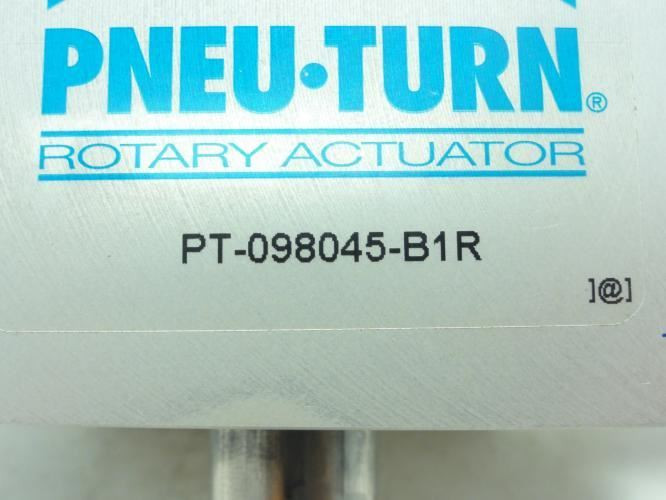 PNEU·TURN®
ROTARY ACTUATOR
PT-098045-B1R
]@]